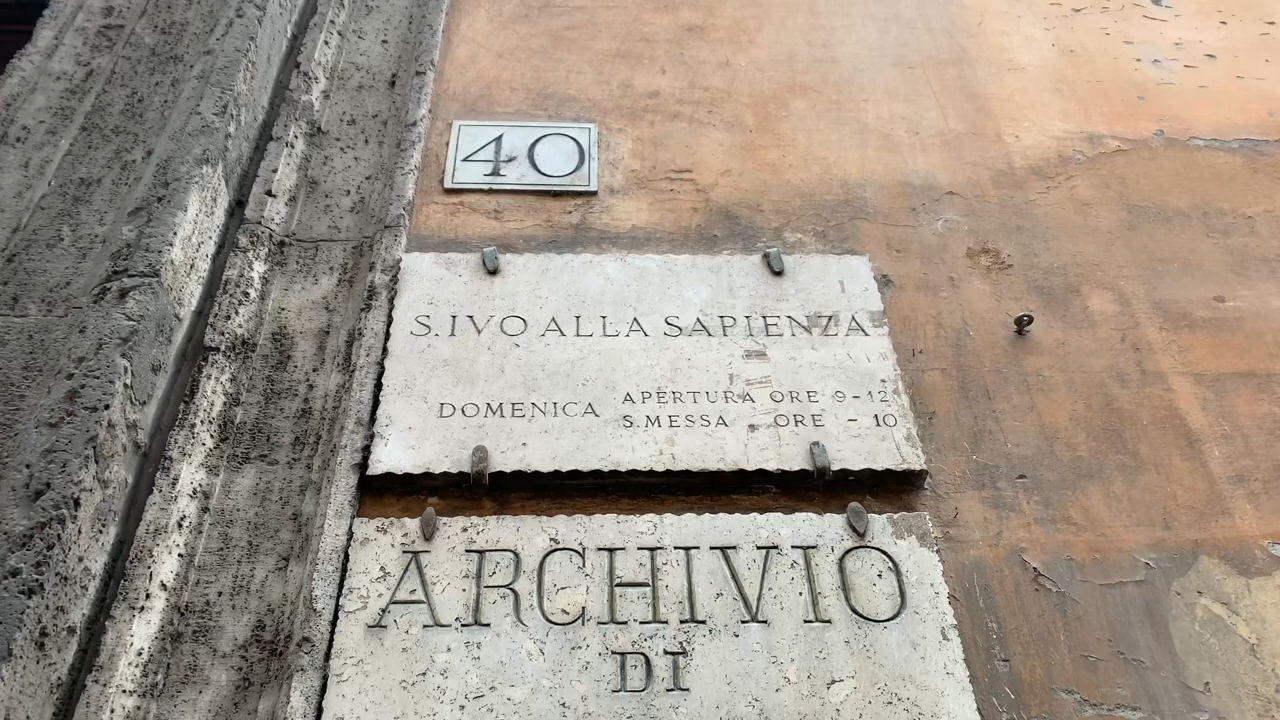 40
S.IVO ALLA SAPIENZA
DOMENICA APERTURA ORE 9-12
S.MESSA ORE - 10
ARCHIVIO
DI